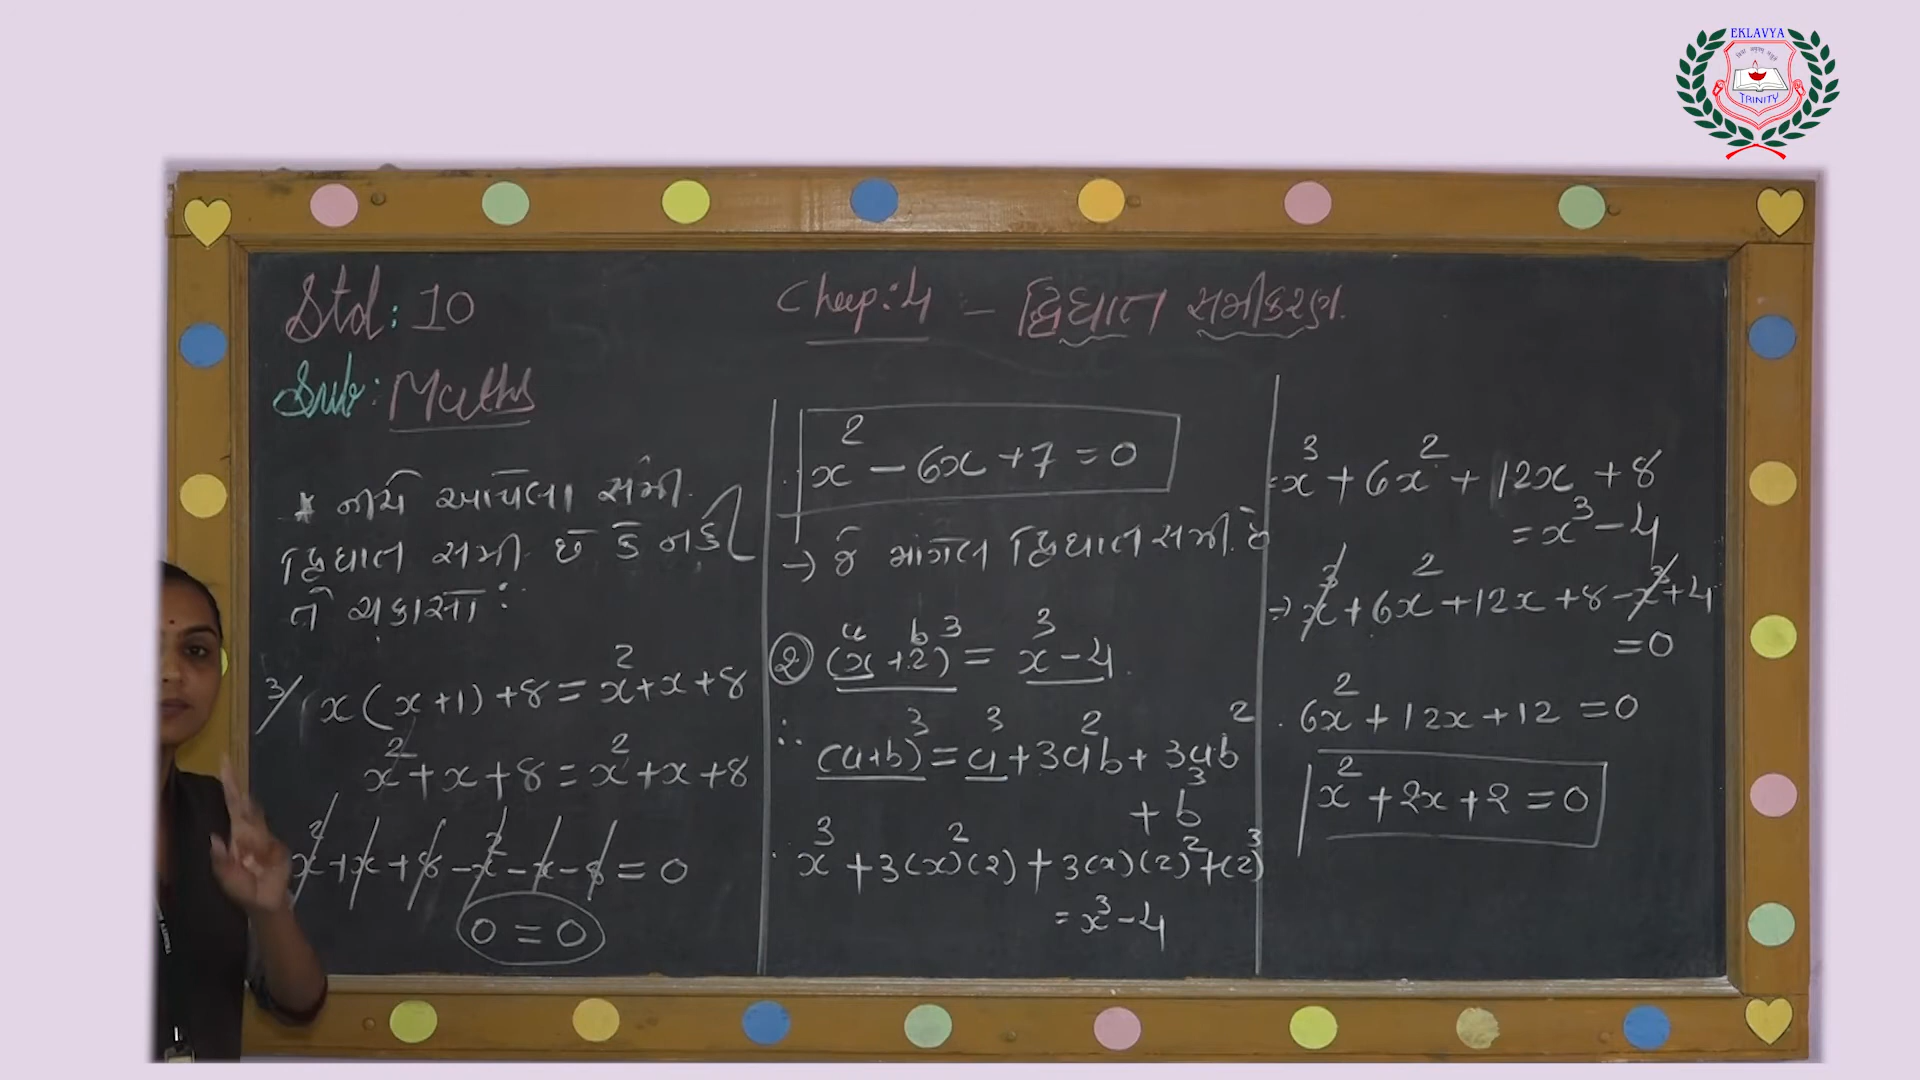 EKLAVYA
TRINITY
Std: 10
Chep: 4 - દ્વિઘાત સમીકરણ.
Sub: Maths
* નીચે આપેલા સમી.
દ્વિઘાત સમી. છે કે નહીં
તે ચકાસો:
3/ x(x+1)+8 = x²+x+8
x²+x+8 = x²+x+8
x²+x+8-x²-x-8 = 0
0 = 0
x² - 6x + 7 = 0
→ જે માંગેલ દ્વિઘાત સમી. છે
② (x+2)³ = x³-4
a b
∴ (a+b)³ = a³+3a²b+3ab²
+ b³
x³+3(x)²(2)+3(x)(2)²+(2)³
= x³-4
= x³+6x²+12x+8
= x³-4
→ x³+6x²+12x+8-x³+4
= 0
6x²+12x+12 = 0
x²+2x+2 = 0